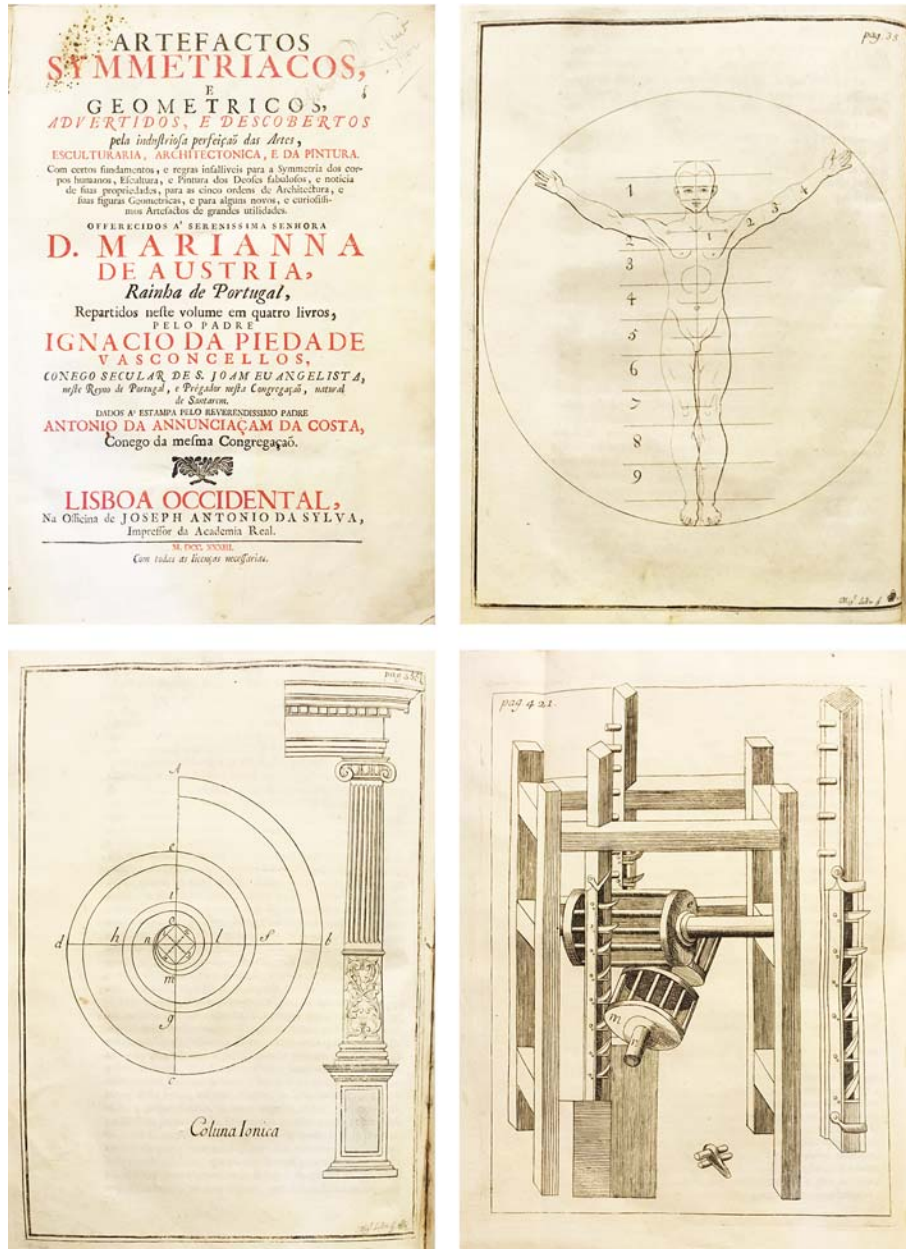 ARTEFACTOS
SYMMETRIACOS,
E
GEOMETRICOS,
ADVERTIDOS, E DESCOBERTOS
pela induſtrioſa perfeiçaõ das Artes,
ESCULTURARIA, ARCHITECTONICA, E DA PINTURA.
Com certos fundamentos, e regras infalliveis para a Symmetria dos cor-
pos humanos, Eſcultura, e Pintura dos Deoſes fabuloſos, e noticia
de ſuas propriedades, para as cinco ordens de Architectura, e
ſuas figuras Geometricas, e para alguns novos, e curioſiſſi-
mos Artefactos de grandes utilidades.
OFFERECIDOS A' SERENISSIMA SENHORA
D. MARIANNA
DE AUSTRIA,
Rainha de Portugal,
Repartidos neſte volume em quatro livros,
PELO PADRE
IGNACIO DA PIEDADE
VASCONCELLOS,
CONEGO SECULAR DE S. JOAM EUANGELISTA,
neſte Reyno de Portugal, e Prégador neſta Congregaçaõ, natural
de Santarem.
DADOS A' ESTAMPA PELO REVERENDISSIMO PADRE
ANTONIO DA ANNUNCIAÇAM DA COSTA,
Conego da meſma Congregaçaõ.
LISBOA OCCIDENTAL,
Na Officina de JOSEPH ANTONIO DA SYLVA,
Impreſſor da Academia Real.
M. DCC. XXXIII.
Com todas as licenças neceſſarias.
pag. 35
1
2
3
4
5
6
7
8
9
1
2
3
4
pag.
A
e
i
o
d
h
n
l
f
b
m
g
c
Coluna Ionica
pag. 421.
m
n